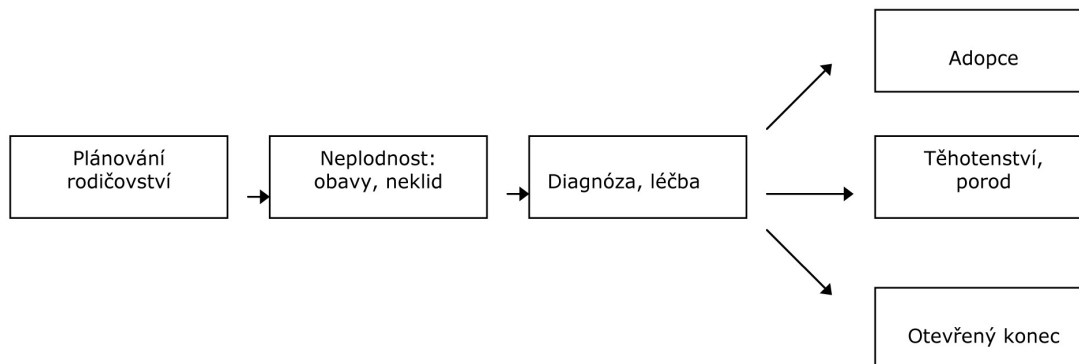 Plánování
rodičovství
Neplodnost:
obavy, neklid
Diagnóza, léčba
Adopce
Těhotenství,
porod
Otevřený konec